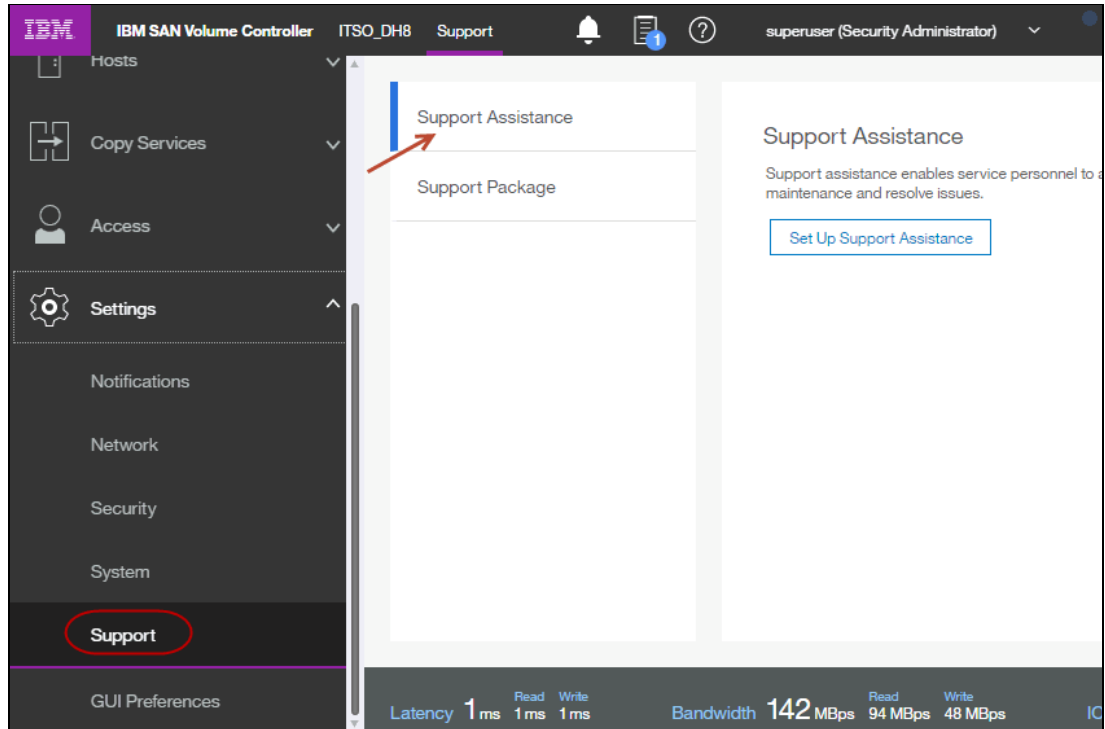 IBM
IBM SAN Volume Controller ITSO_DH8 Support 1 ? superuser (Security Administrator)
Hosts
Copy Services
Access
Settings
Notifications
Network
Security
System
Support
GUI Preferences
Support Assistance
Support Package
Support Assistance
Support assistance enables service personnel to a
maintenance and resolve issues.
Set Up Support Assistance
Latency 1 ms Read 1 ms Write 1 ms
Bandwidth 142 MBps Read 94 MBps Write 48 MBps